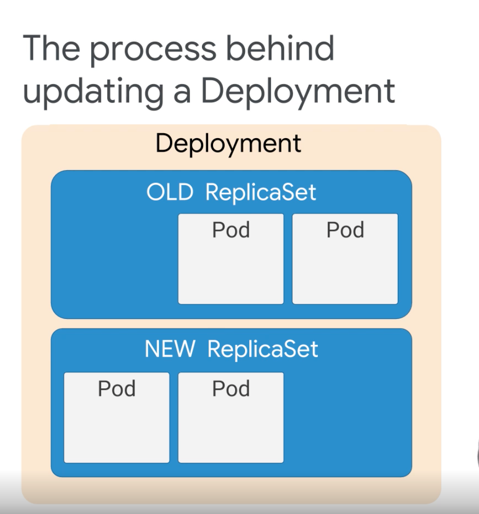 The process behind
updating a Deployment
Deployment
OLD ReplicaSet
Pod Pod
NEW ReplicaSet
Pod Pod